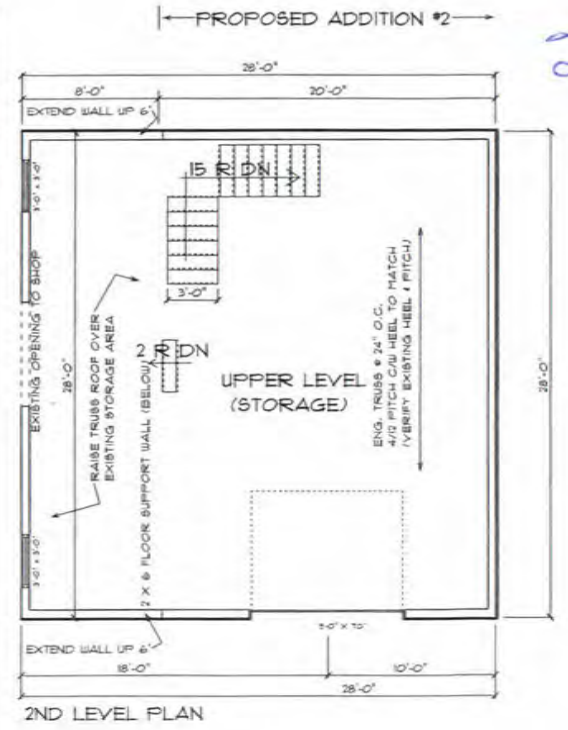 PROPOSED ADDITION #2
28'-0"
8'-0"
20'-0"
EXTEND WALL UP 6'
15 R DN
3'-0" x 3'-0"
EXISTING OPENING TO SHOP
28'-0"
RAISE TRUSS ROOF OVER
EXISTING STORAGE AREA
3'-0"
2 R DN
2 X 6 FLOOR SUPPORT WALL (BELOW)
UPPER LEVEL
(STORAGE)
ENG. TRUSS @ 24" O.C.
4/12 PITCH C/W HEEL TO MATCH
(VERIFY EXISTING HEEL & PITCH)
28'-0"
3'-0" x 3'-0"
EXTEND WALL UP 6'
18'-0"
10'-0"
28'-0"
2ND LEVEL PLAN